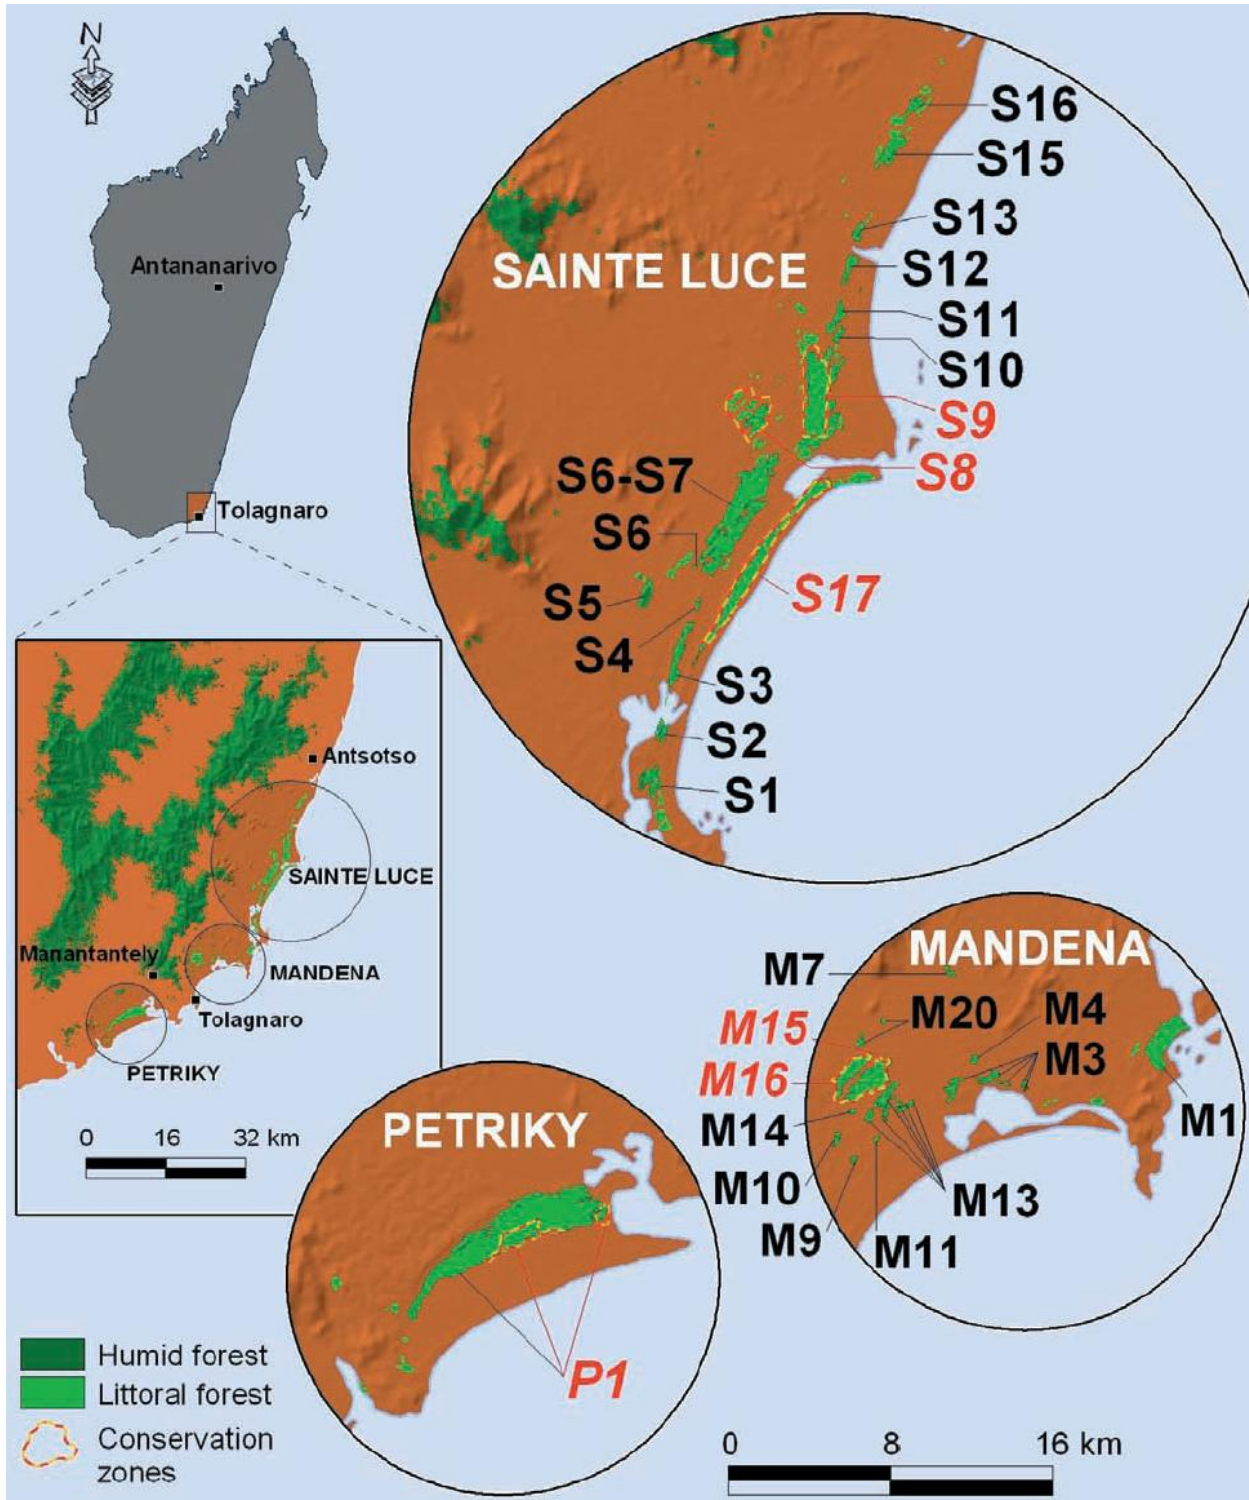 N
Antananarivo
Tolagnaro
S16
S15
S13
SAINTE LUCE
S12
S11
S10
S9
S8
S6-S7
S6
S17
S5
S4
S3
S2
S1
Antsotso
SAINTE LUCE
Manantantely
MANDENA
Tolagnaro
PETRIKY
0 16 32 km
MANDENA
M7
M15
M20
M4
M16
M3
M14
M1
M10
M13
M9
M11
PETRIKY
P1
Humid forest
Littoral forest
Conservation
zones
0 8 16 km